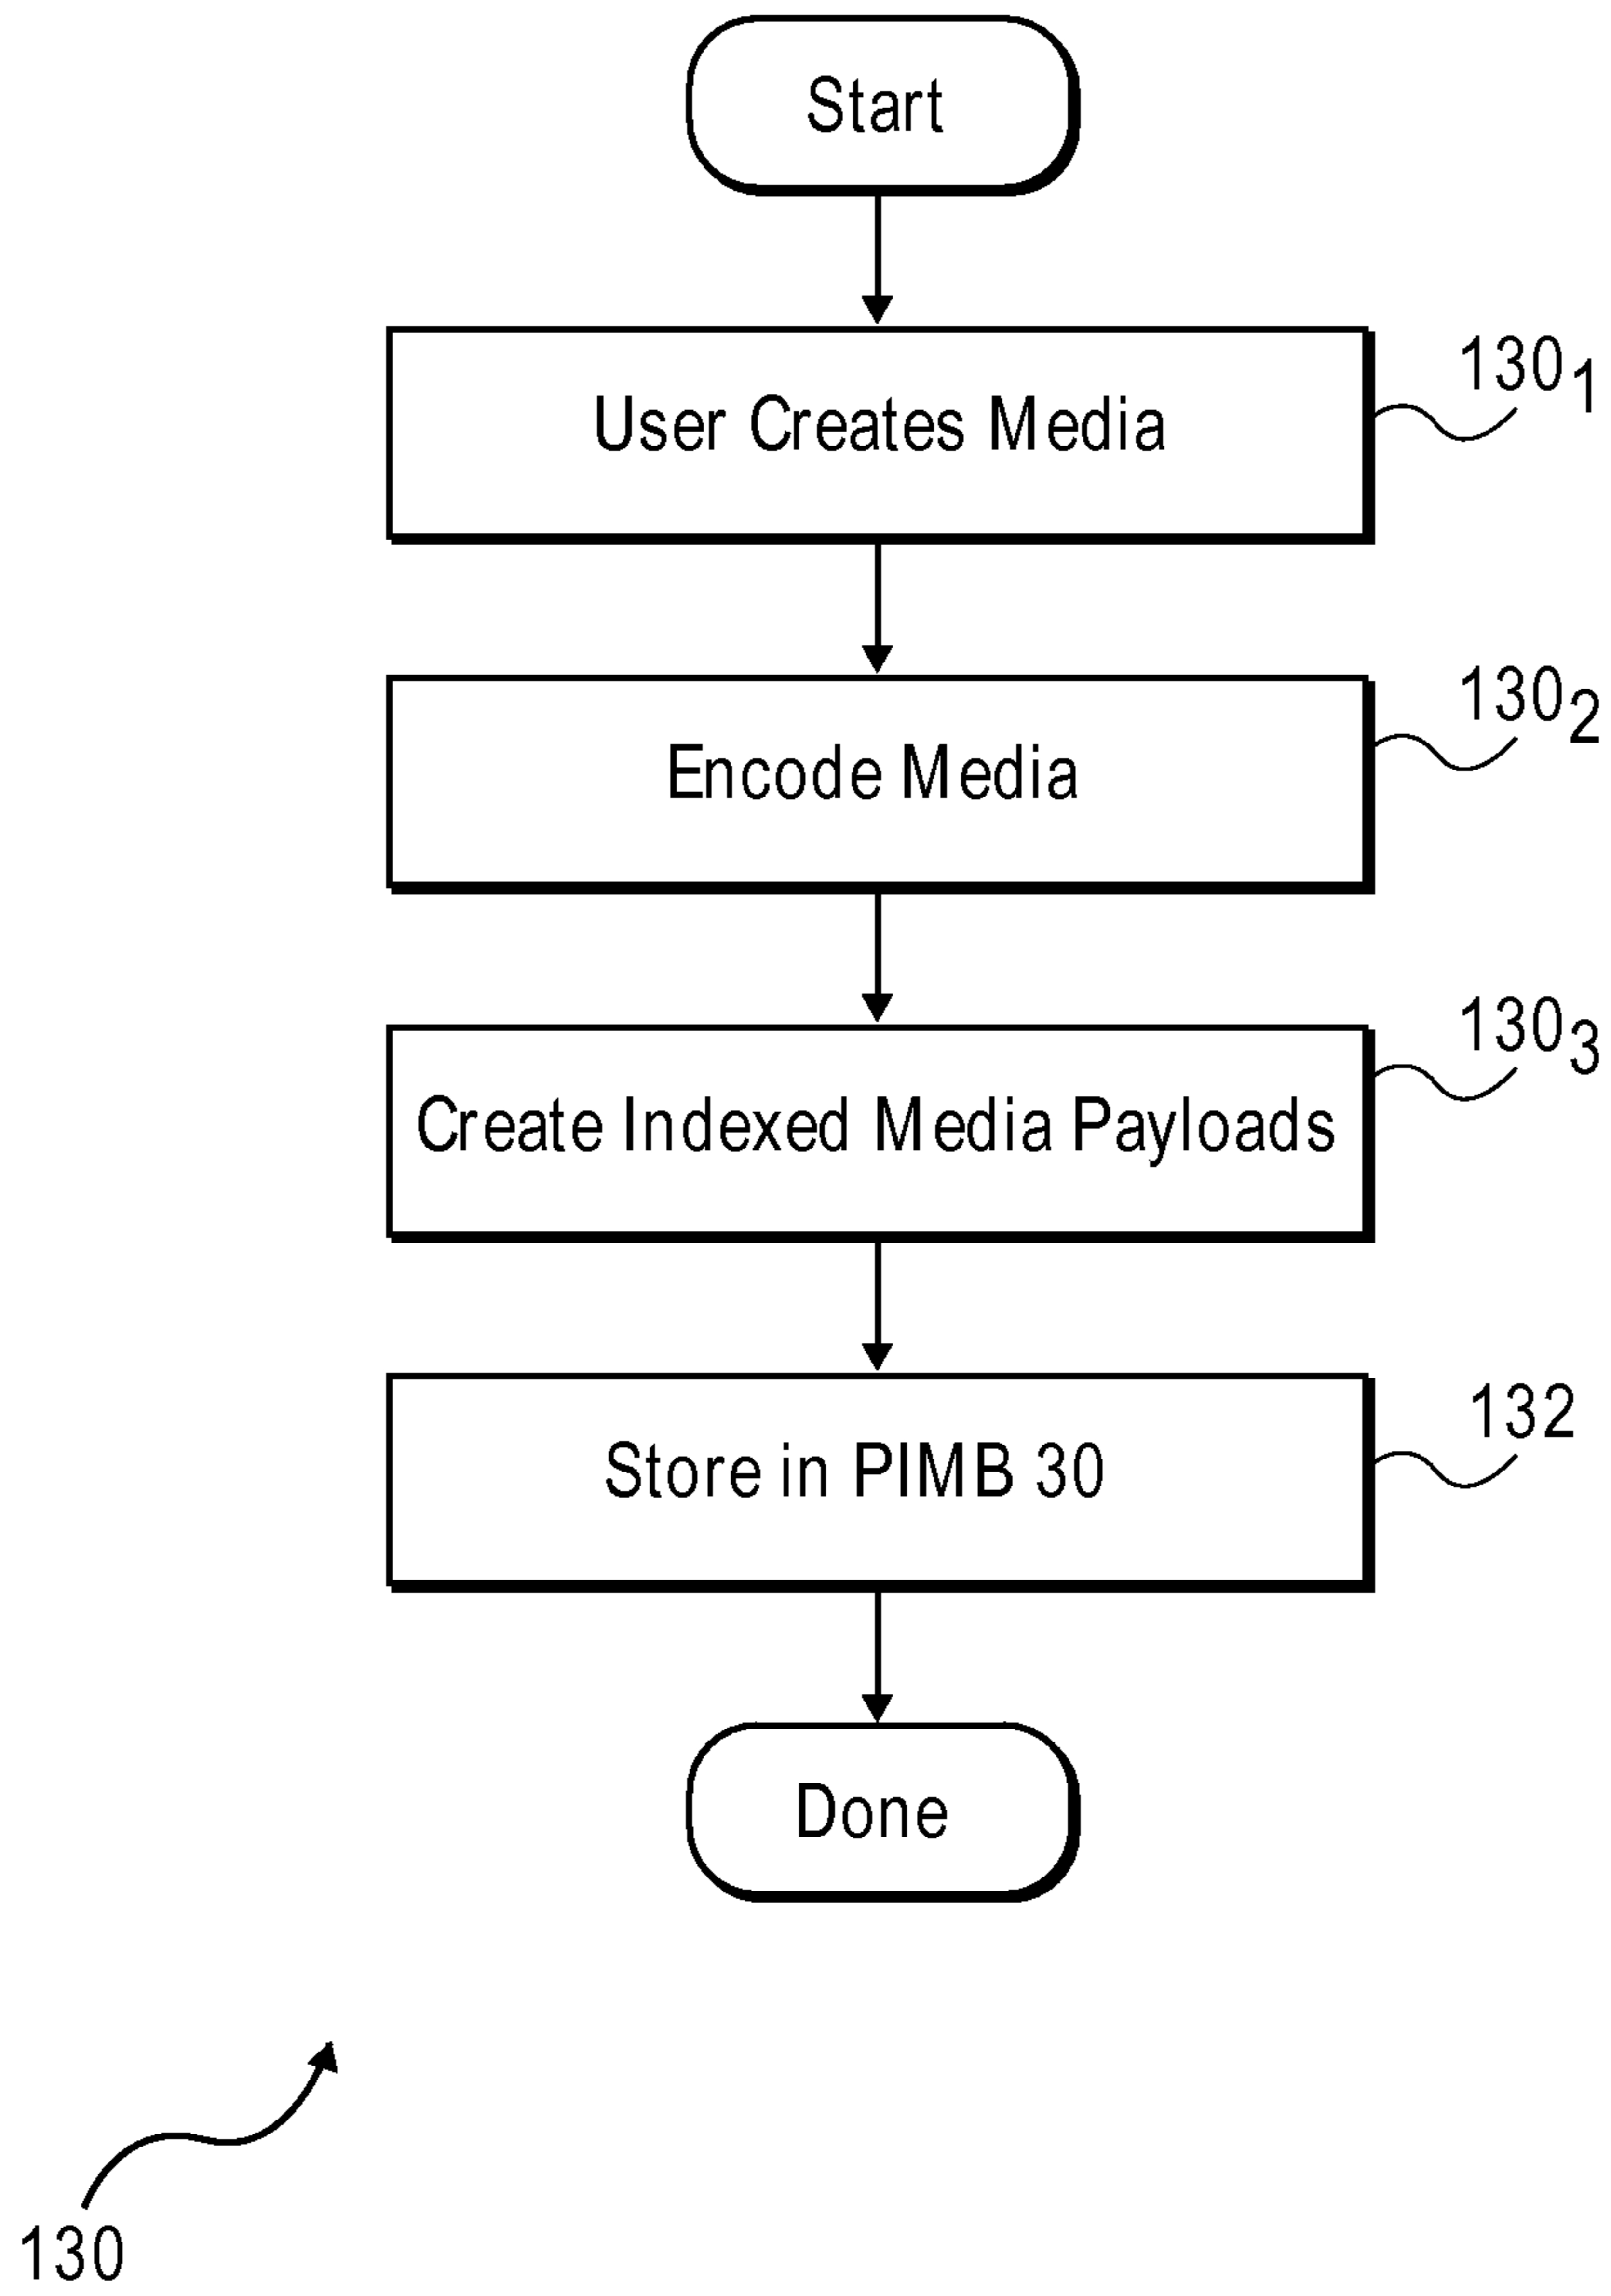 Start
User Creates Media
130₁
Encode Media
130₂
Create Indexed Media Payloads
130₃
Store in PIMB 30
132
Done
130